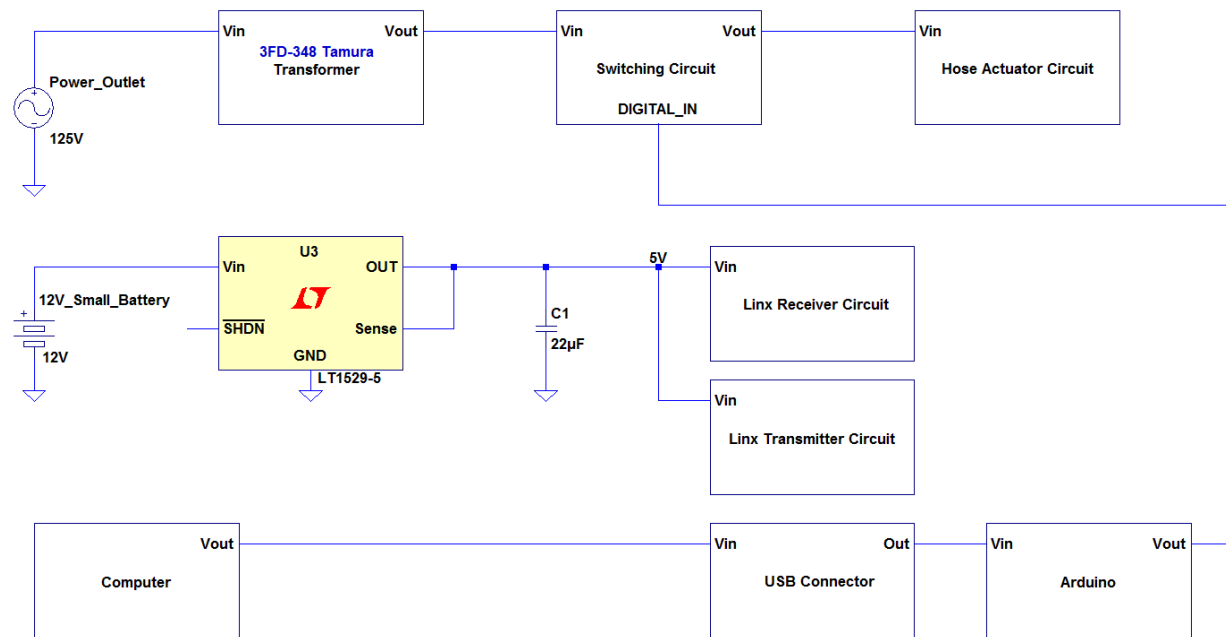 Vin
Vout
3FD-348 Tamura
Transformer
Vin
Vout
Switching Circuit
DIGITAL_IN
Vin
Hose Actuator Circuit
Power_Outlet
+
-
125V
U3
Vin
OUT
SHDN
Sense
GND
LT1529-5
12V_Small_Battery
+
12V
C1
22µF
5V
Vin
Linx Receiver Circuit
Vin
Linx Transmitter Circuit
Vout
Computer
Vin
Out
USB Connector
Vin
Vout
Arduino